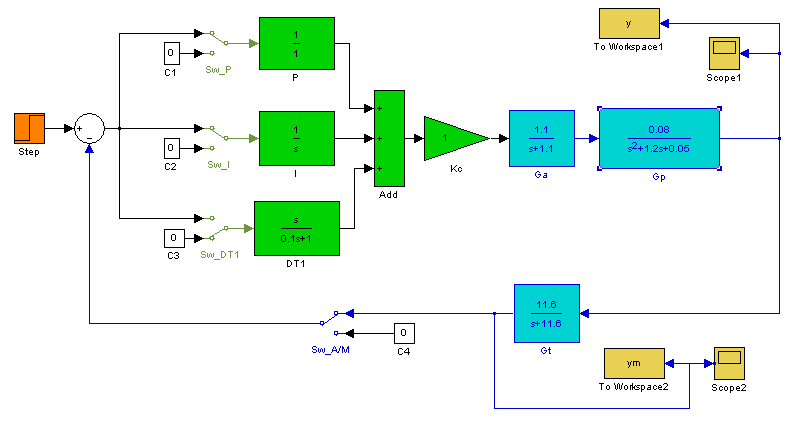 y
To Workspace1
Scope1
1
1
P
0
C1
Sw_P
Step
+
−
1
s
I
0
C2
Sw_I
+
+
+
Add
1
Kc
1.1
s+1.1
Ga
0.08
s²+1.2s+0.05
Gp
s
0.1s+1
DT1
0
C3
Sw_DT1
11.6
s+11.6
Gt
0
C4
Sw_A/M
ym
To Workspace2
Scope2